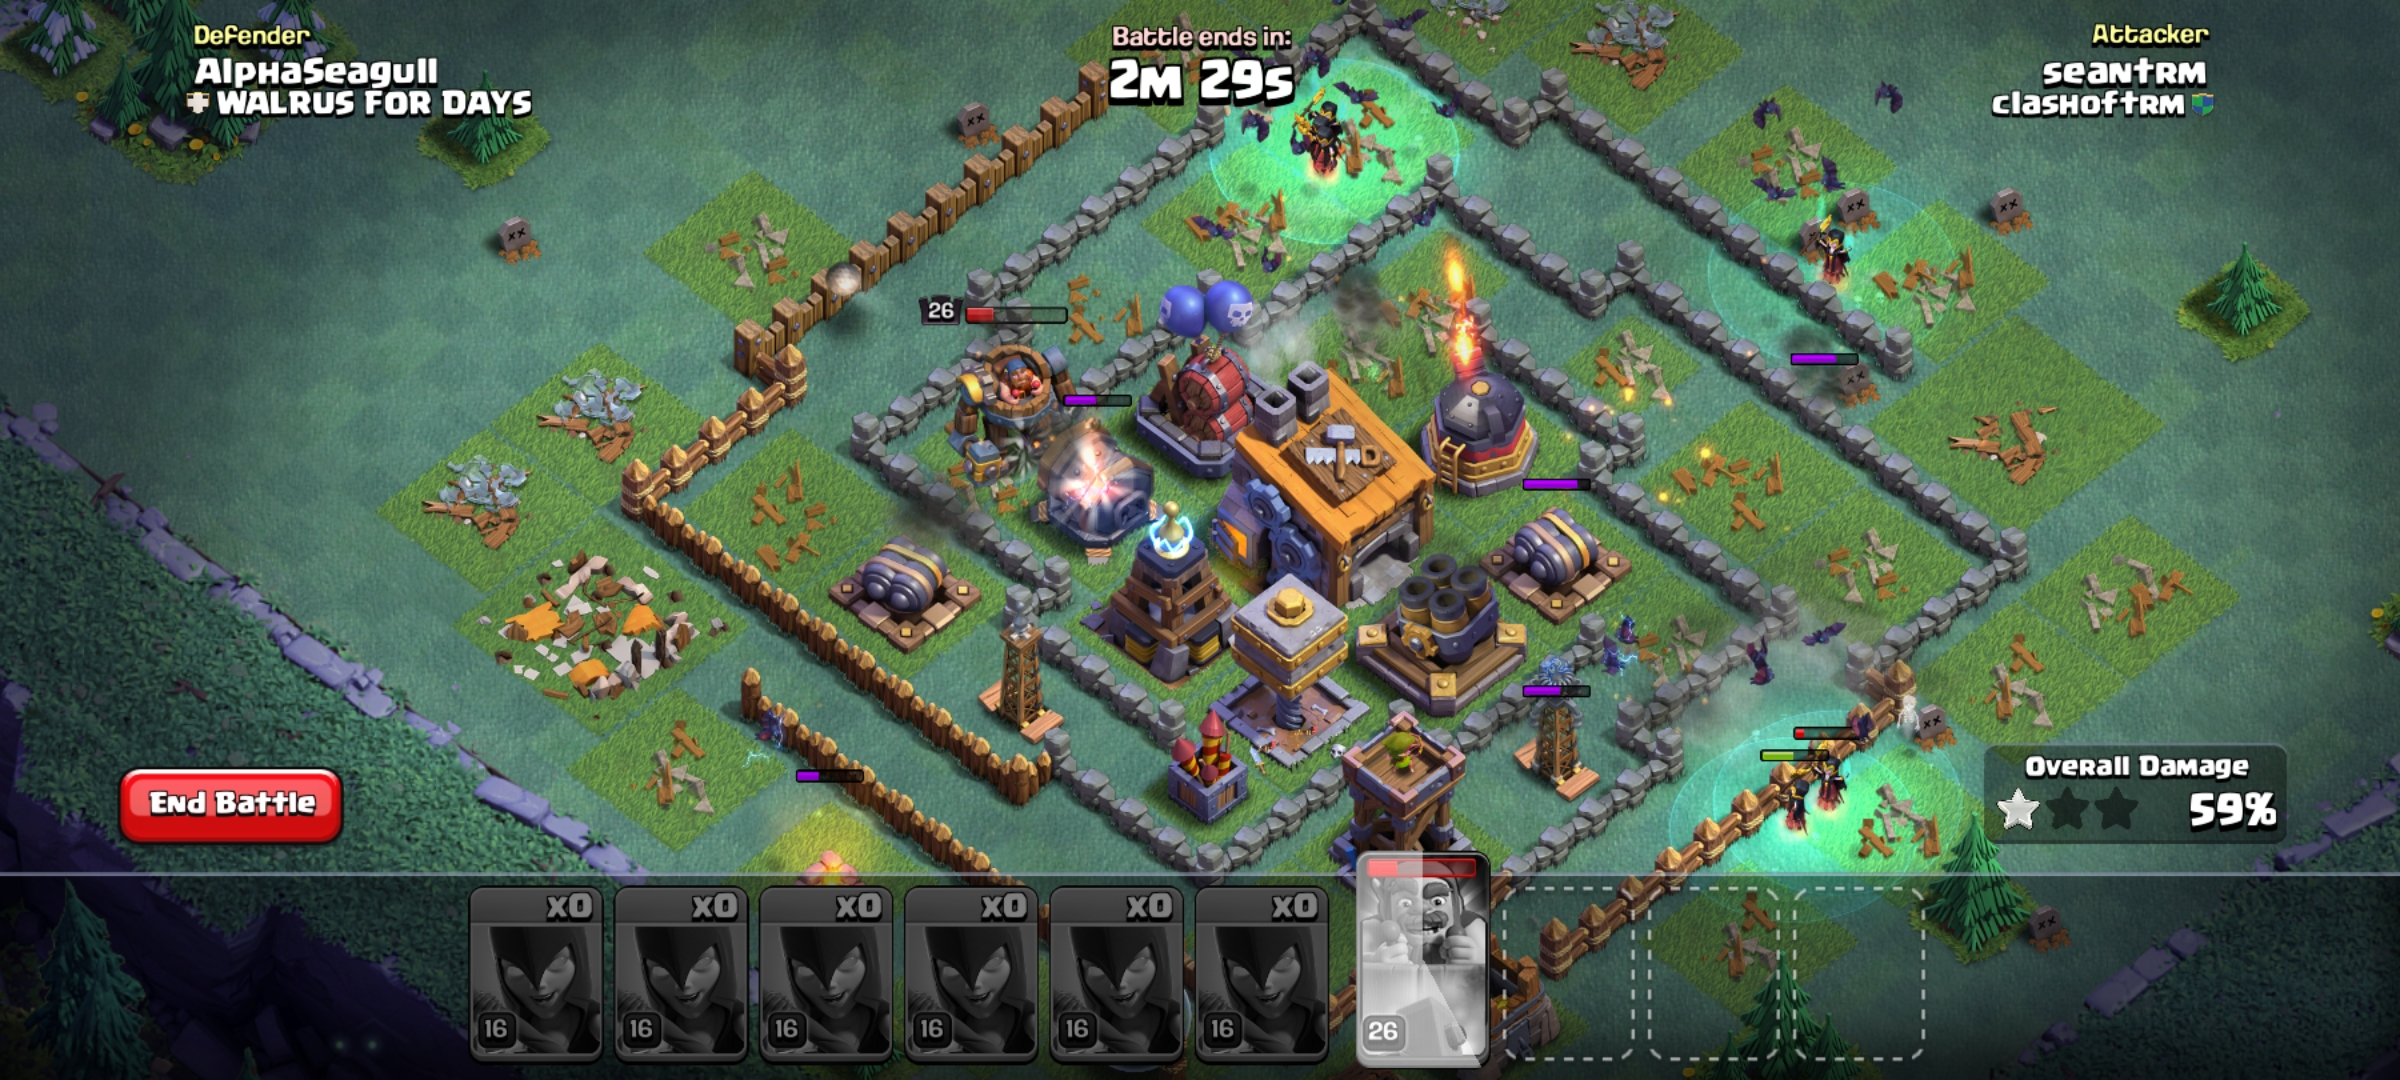 Defender
AlphaSeagull
WALRUS FOR DAYS
Battle ends in:
2M 29s
Attacker
seantRM
clashoftRM
26
End Battle
Overall Damage
59%
x0
x0
x0
x0
x0
x0
16
16
16
16
16
16
26